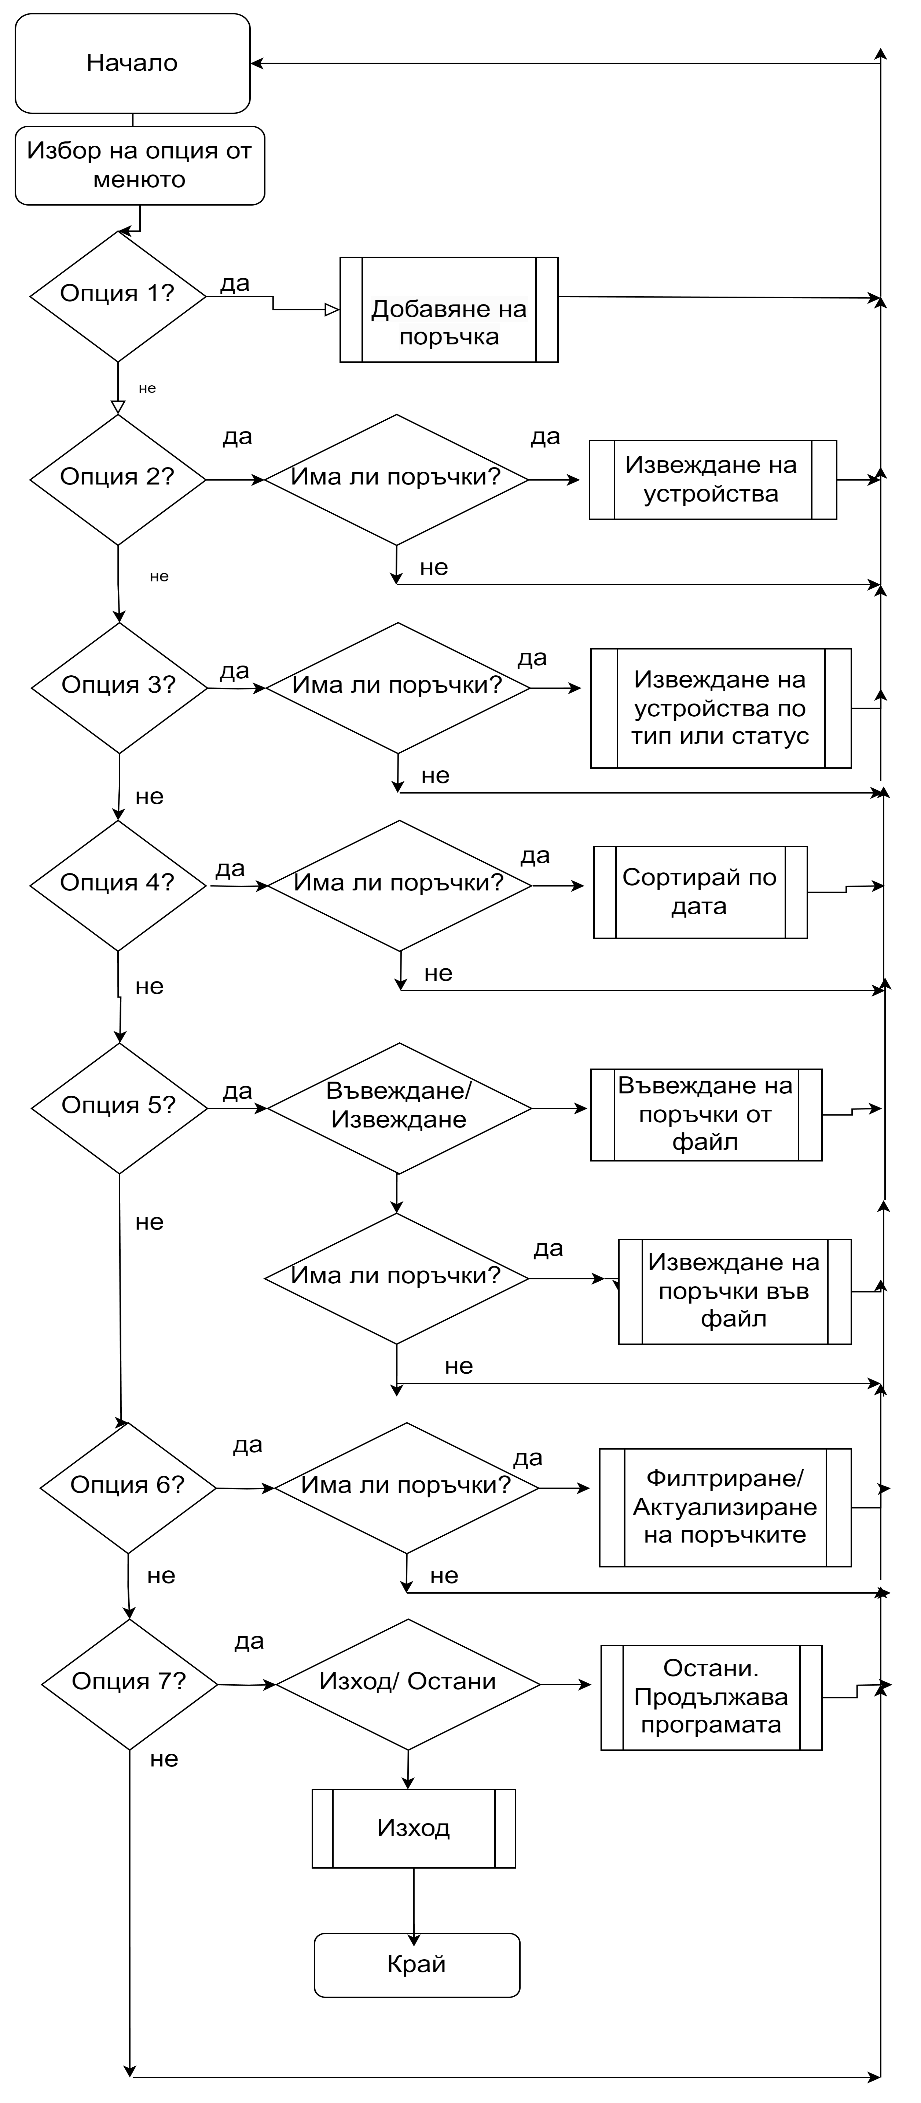 Начало
Избор на опция от
менюто
Опция 1?
да
Добавяне на
поръчка
не
Опция 2?
да
Има ли поръчки?
да
Извеждане на
устройства
не
не
Опция 3?
да
Има ли поръчки?
да
Извеждане на
устройства по
тип или статус
не
не
Опция 4?
да
Има ли поръчки?
да
Сортирай по
дата
не
не
Опция 5?
да
Въвеждане/
Извеждане
Въвеждане на
поръчки от
файл
не
Има ли поръчки?
да
Извеждане на
поръчки във
файл
не
Опция 6?
да
Има ли поръчки?
да
Филтриране/
Актуализиране
на поръчките
не
не
Опция 7?
да
Изход/ Остани
Остани.
Продължава
програмата
не
Изход
Край